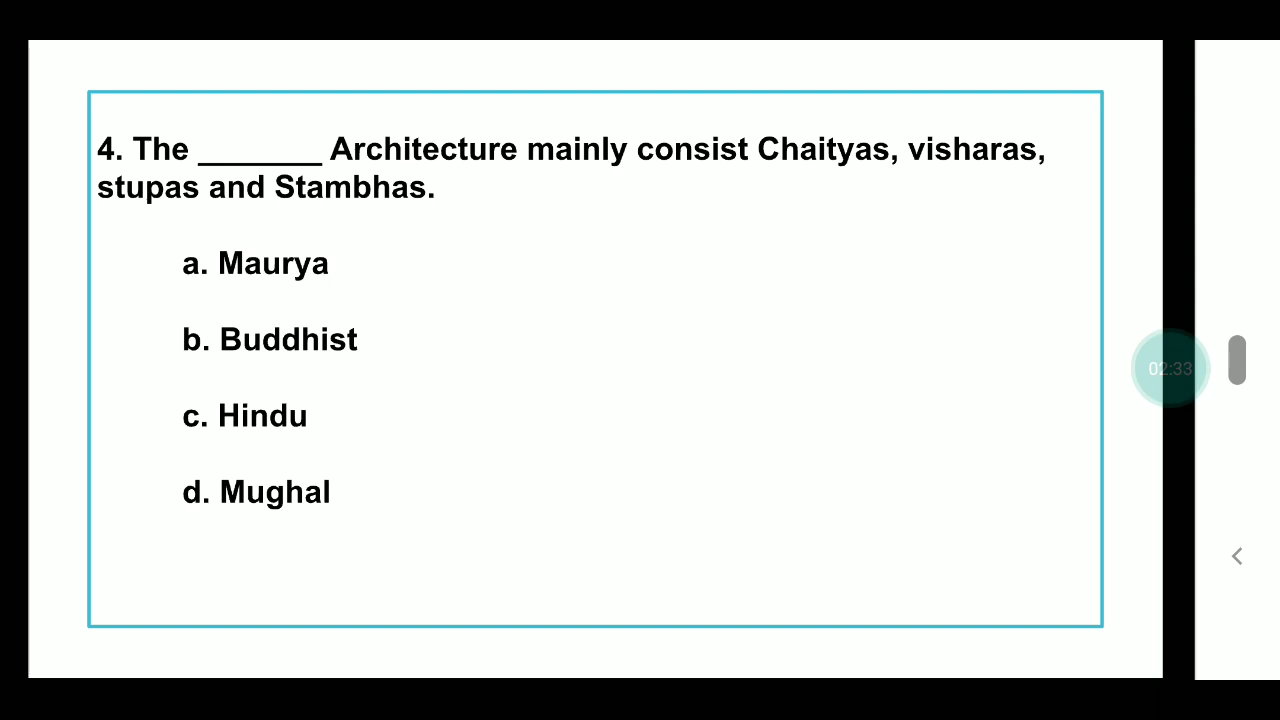 4. The _______ Architecture mainly consist Chaityas, visharas,
stupas and Stambhas.
a. Maurya
b. Buddhist
c. Hindu
d. Mughal
02:33